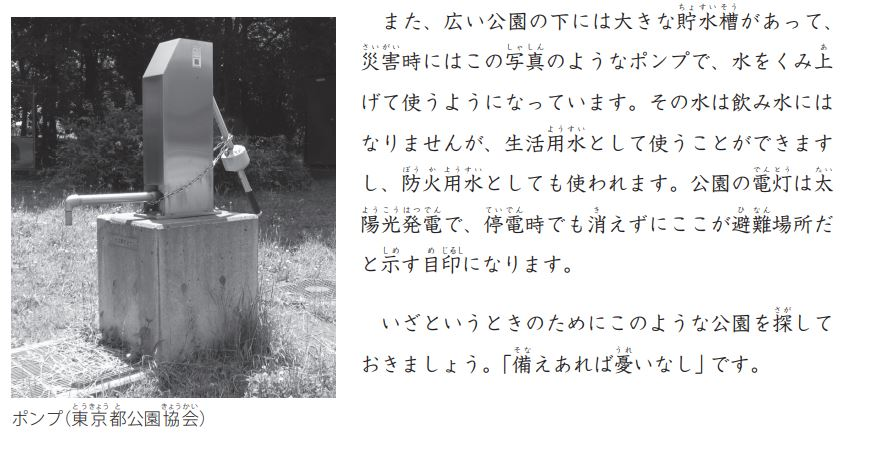 また、広い公園の下には大きな貯水槽があって、
災害時にはこの写真のようなポンプで、水をくみ上
げて使うようになっています。その水は飲み水には
なりませんが、生活用水として使うことができます
し、防火用水としても使われます。公園の電灯は太
陽光発電で、停電時でも消えずにここが避難場所だ
と示す目印になります。
いざというときのためにこのような公園を探して
おきましょう。「備えあれば憂いなし」です。
ポンプ(東京都公園協会)